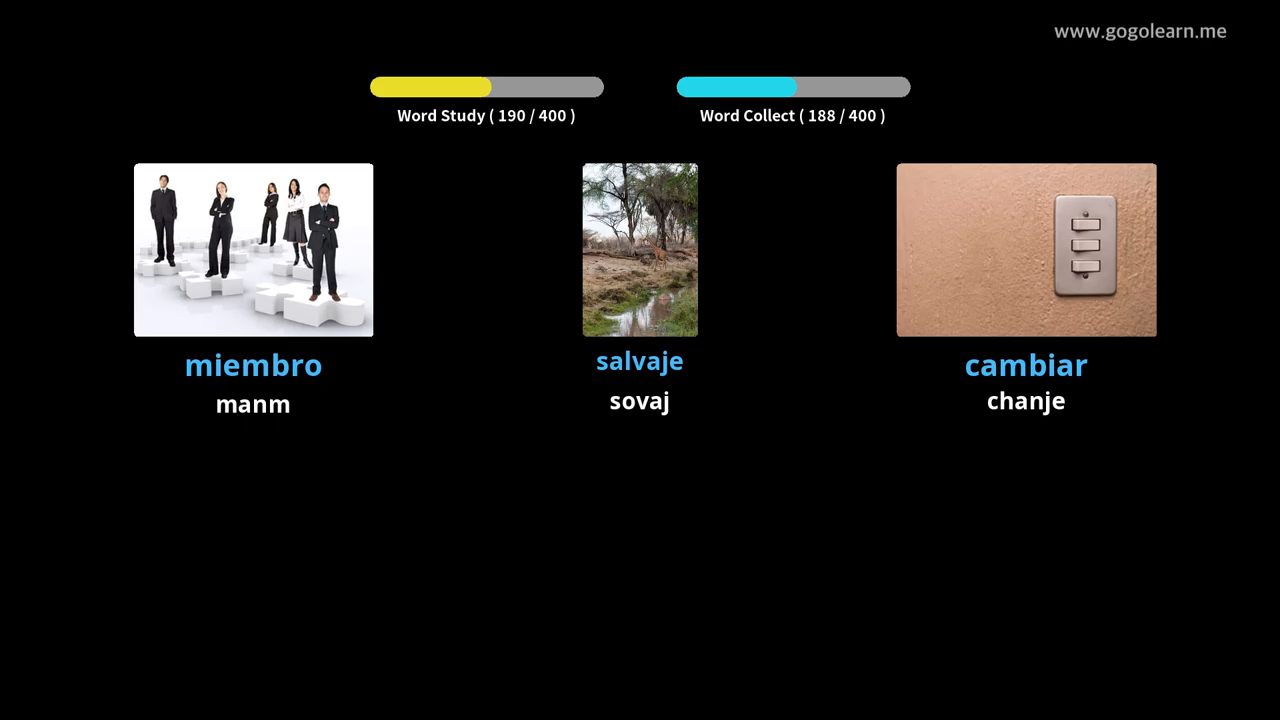 www.gogolearn.me
Word Study ( 190 / 400 )
Word Collect ( 188 / 400 )
miembro
manm
salvaje
sovaj
cambiar
chanje